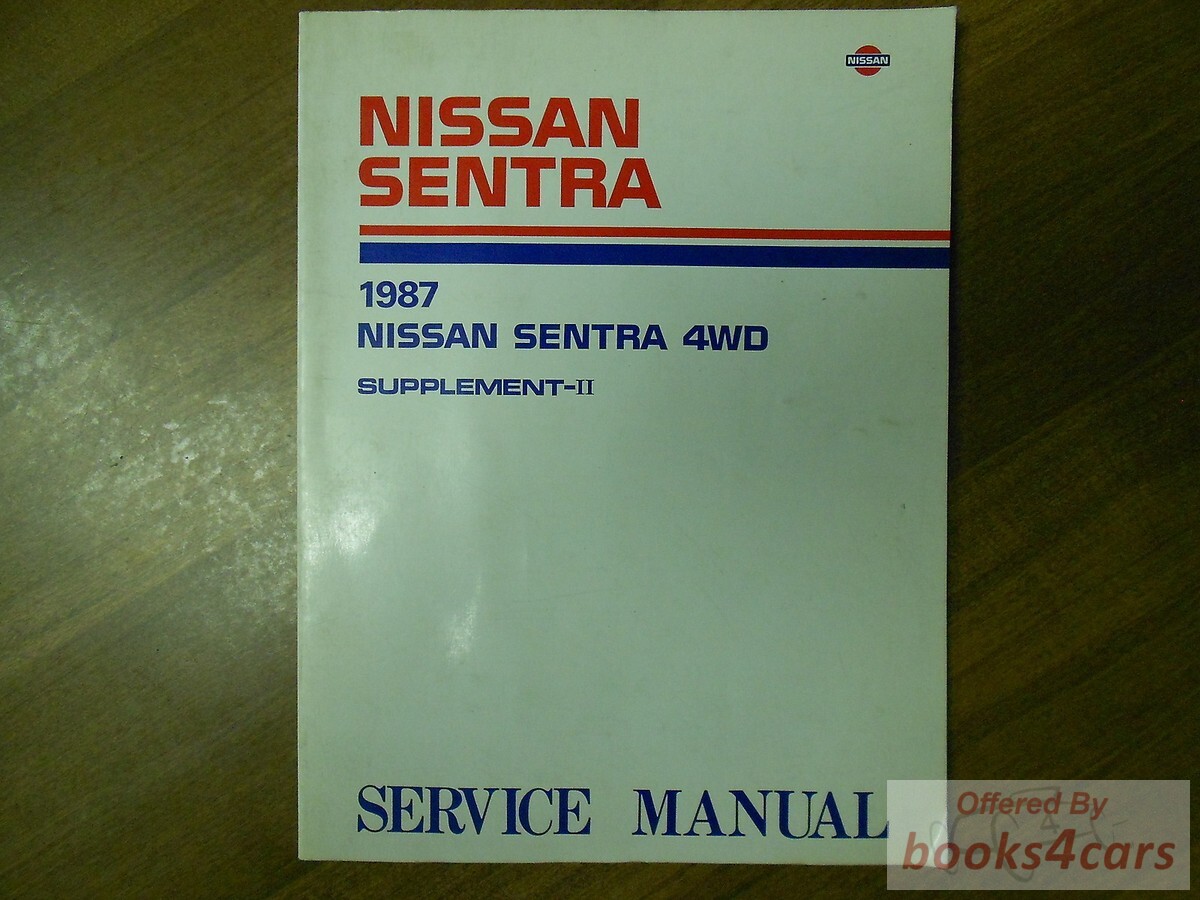 NISSAN
NISSAN
SENTRA
1987
NISSAN SENTRA 4WD
SUPPLEMENT-II
SERVICE MANUAL
Offered By
books4cars